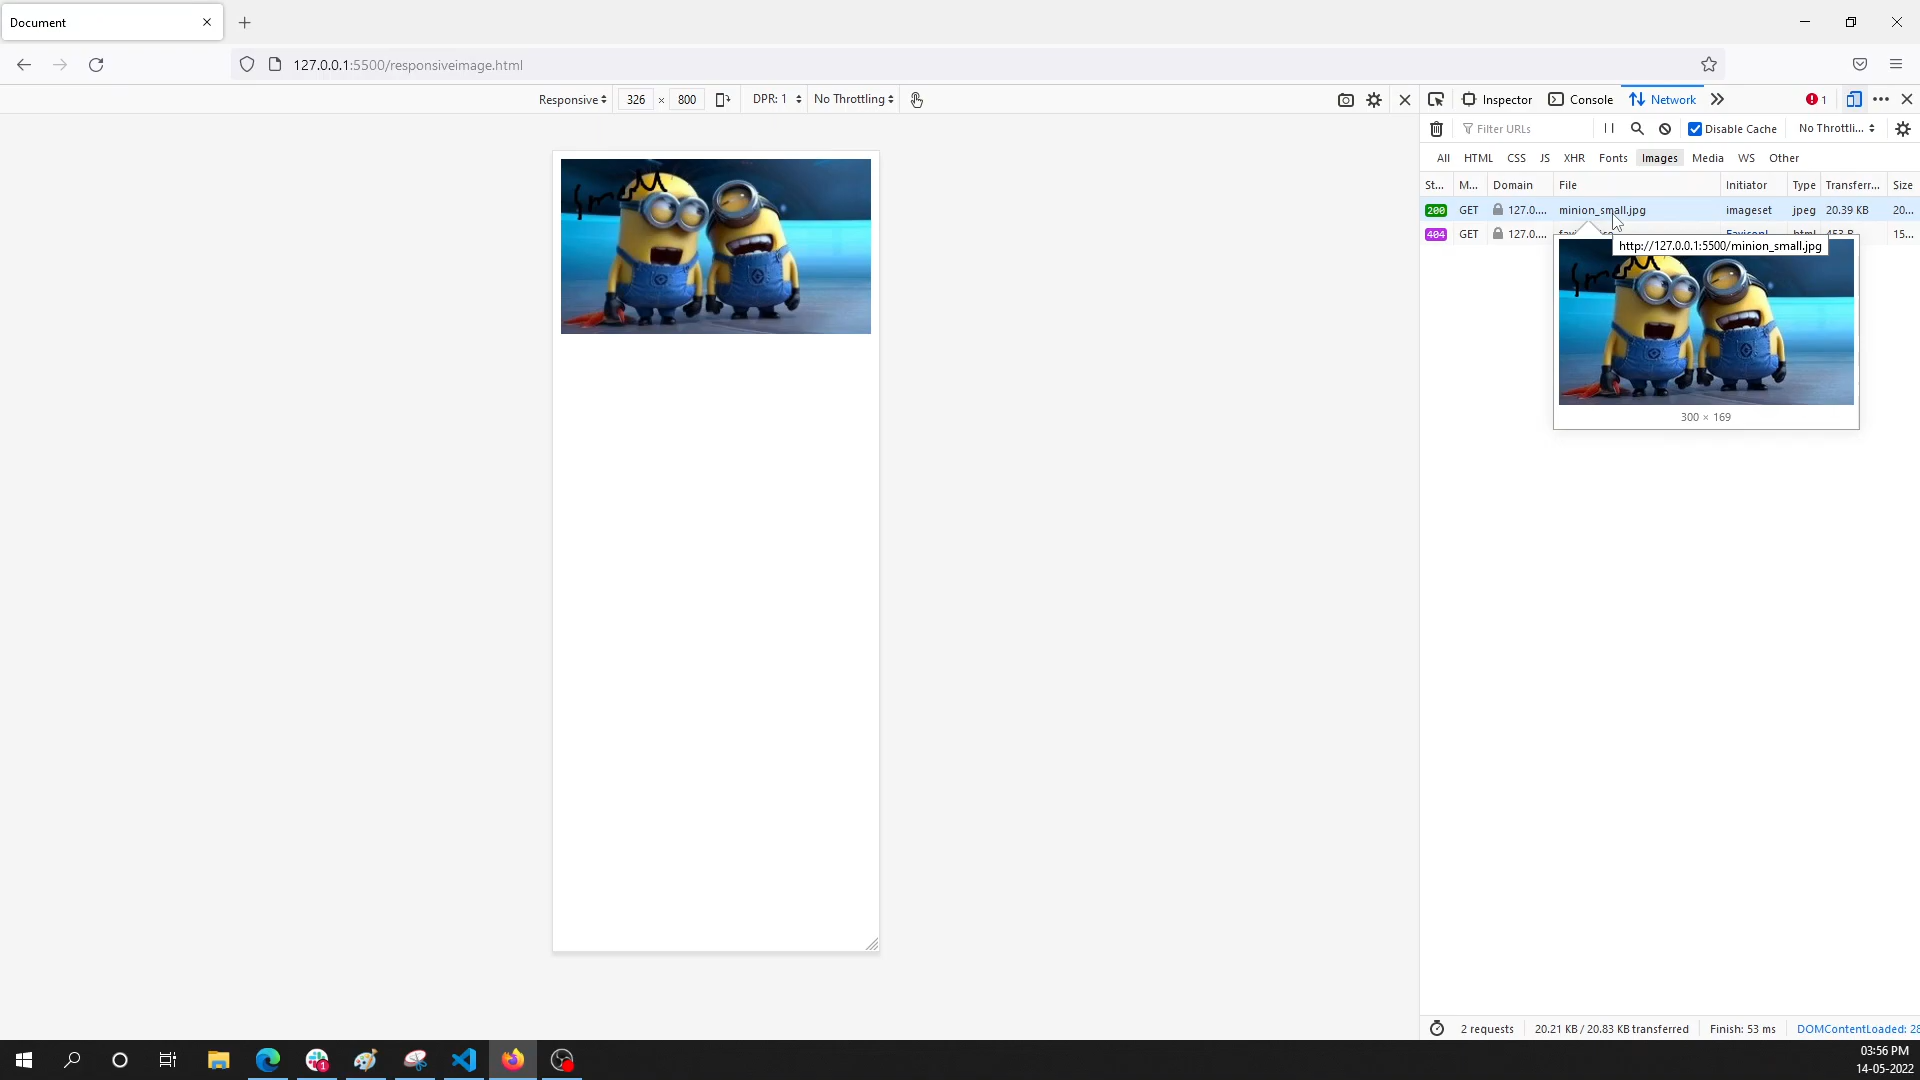 Document
127.0.0.1:5500/responsiveimage.html
Responsive 326 × 800 DPR: 1 No Throttling
Inspector Console Network 1
Filter URLs Disable Cache No Throttli...
All HTML CSS JS XHR Fonts Images Media WS Other
St... M... Domain File Initiator Type Transferr... Size
200 GET 127.0.... minion_small.jpg imageset jpeg 20.39 KB 20...
404 GET 127.0.... 15...
http://127.0.0.1:5500/minion_small.jpg
small
small
300 × 169
2 requests 20.21 KB / 20.83 KB transferred Finish: 53 ms DOMContentLoaded: 28
1
03:56 PM
14-05-2022